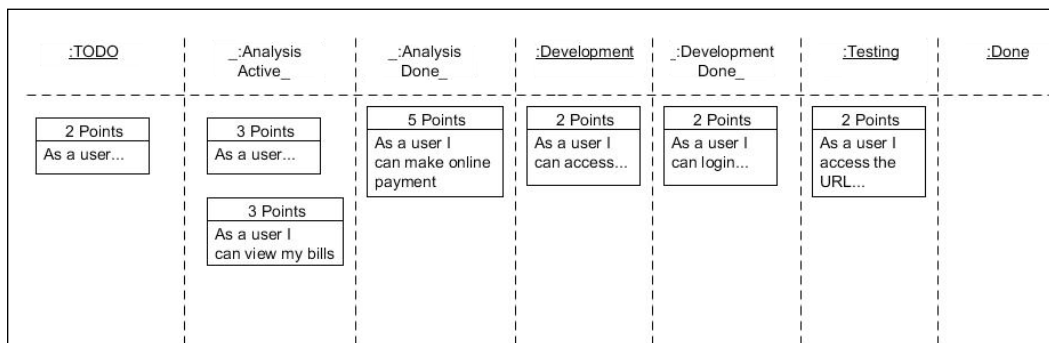 :TODO
_:Analysis
Active_
_:Analysis
Done_
:Development
_:Development
Done_
:Testing
:Done
2 Points
As a user...
3 Points
As a user...
3 Points
As a user I
can view my bills
5 Points
As a user I
can make online
payment
2 Points
As a user I
can access...
2 Points
As a user I
can login...
2 Points
As a user I
access the
URL...